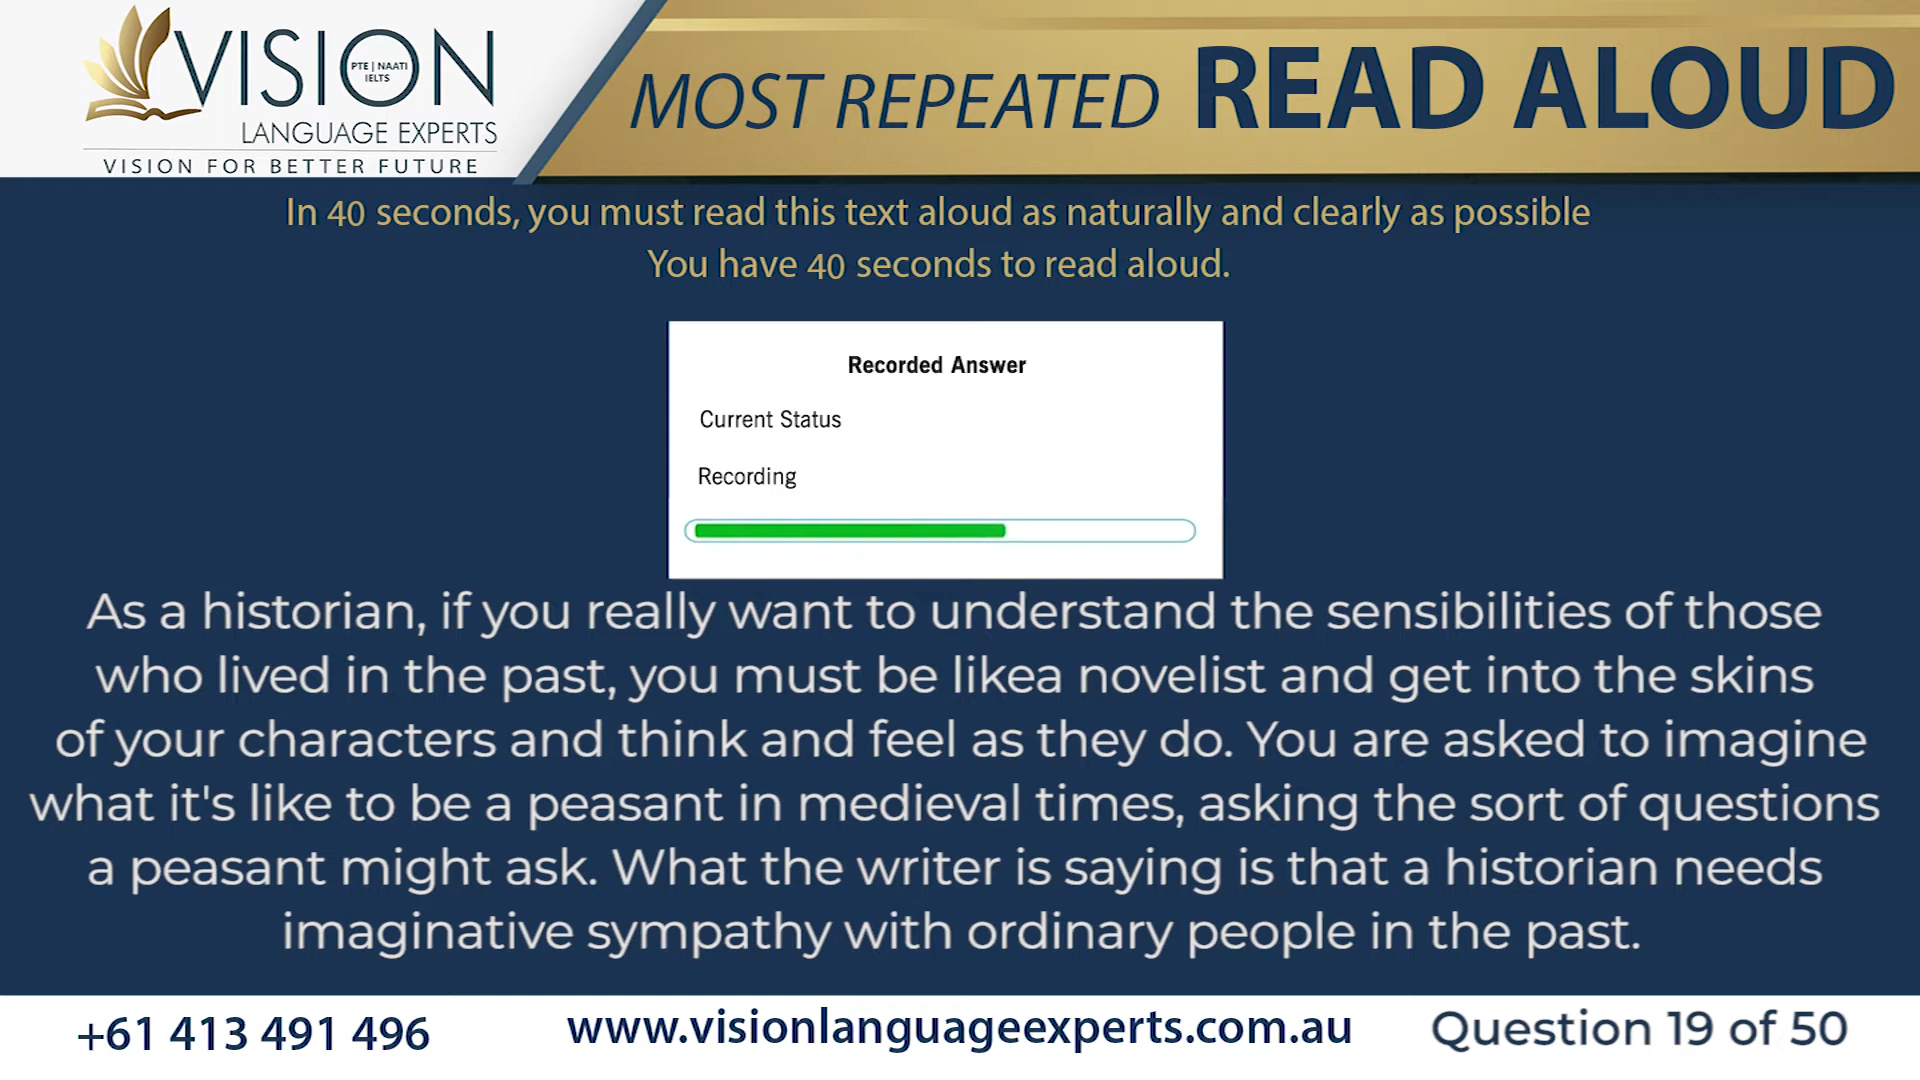 VISION
PTE | NAATI
IELTS
LANGUAGE EXPERTS
VISION FOR BETTER FUTURE
MOST REPEATED READ ALOUD
In 40 seconds, you must read this text aloud as naturally and clearly as possible
You have 40 seconds to read aloud.
Recorded Answer
Current Status
Recording
As a historian, if you really want to understand the sensibilities of those
who lived in the past, you must be likea novelist and get into the skins
of your characters and think and feel as they do. You are asked to imagine
what it's like to be a peasant in medieval times, asking the sort of questions
a peasant might ask. What the writer is saying is that a historian needs
imaginative sympathy with ordinary people in the past.
+61 413 491 496
www.visionlanguageexperts.com.au
Question 19 of 50